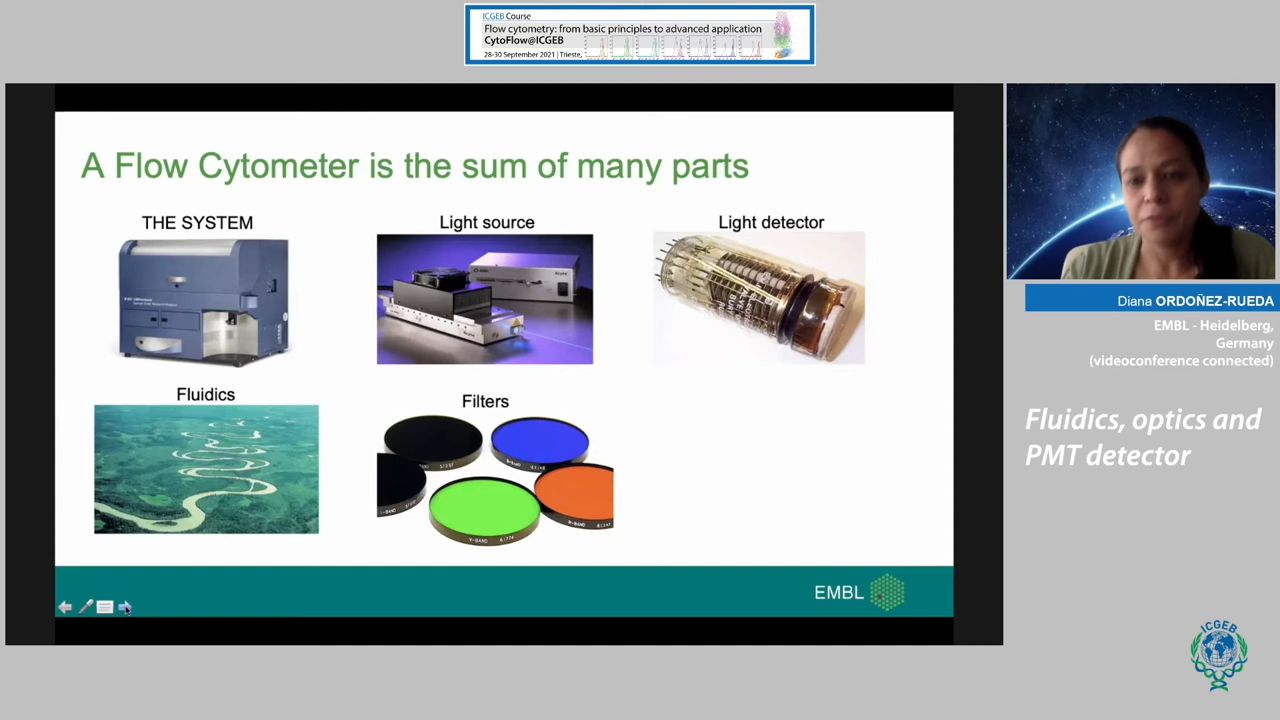 ICGEB Course
Flow cytometry: from basic principles to advanced application
CytoFlow@ICGEB
28-30 September 2021 | Trieste,
A Flow Cytometer is the sum of many parts
THE SYSTEM
Light source
Light detector
Fluidics
Filters
EMBL
Diana ORDOÑEZ-RUEDA
EMBL - Heidelberg,
Germany
(videoconference connected)
Fluidics, optics and
PMT detector
ICGEB